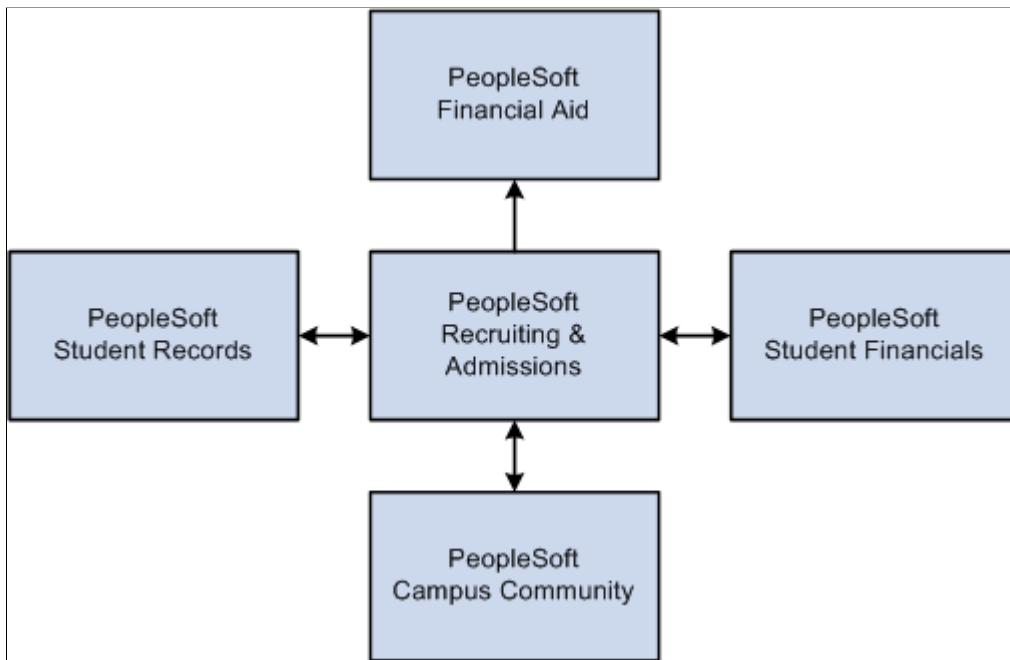 PeopleSoft
Financial Aid
PeopleSoft
Student Records
PeopleSoft
Recruiting &
Admissions
PeopleSoft
Student Financials
PeopleSoft
Campus Community